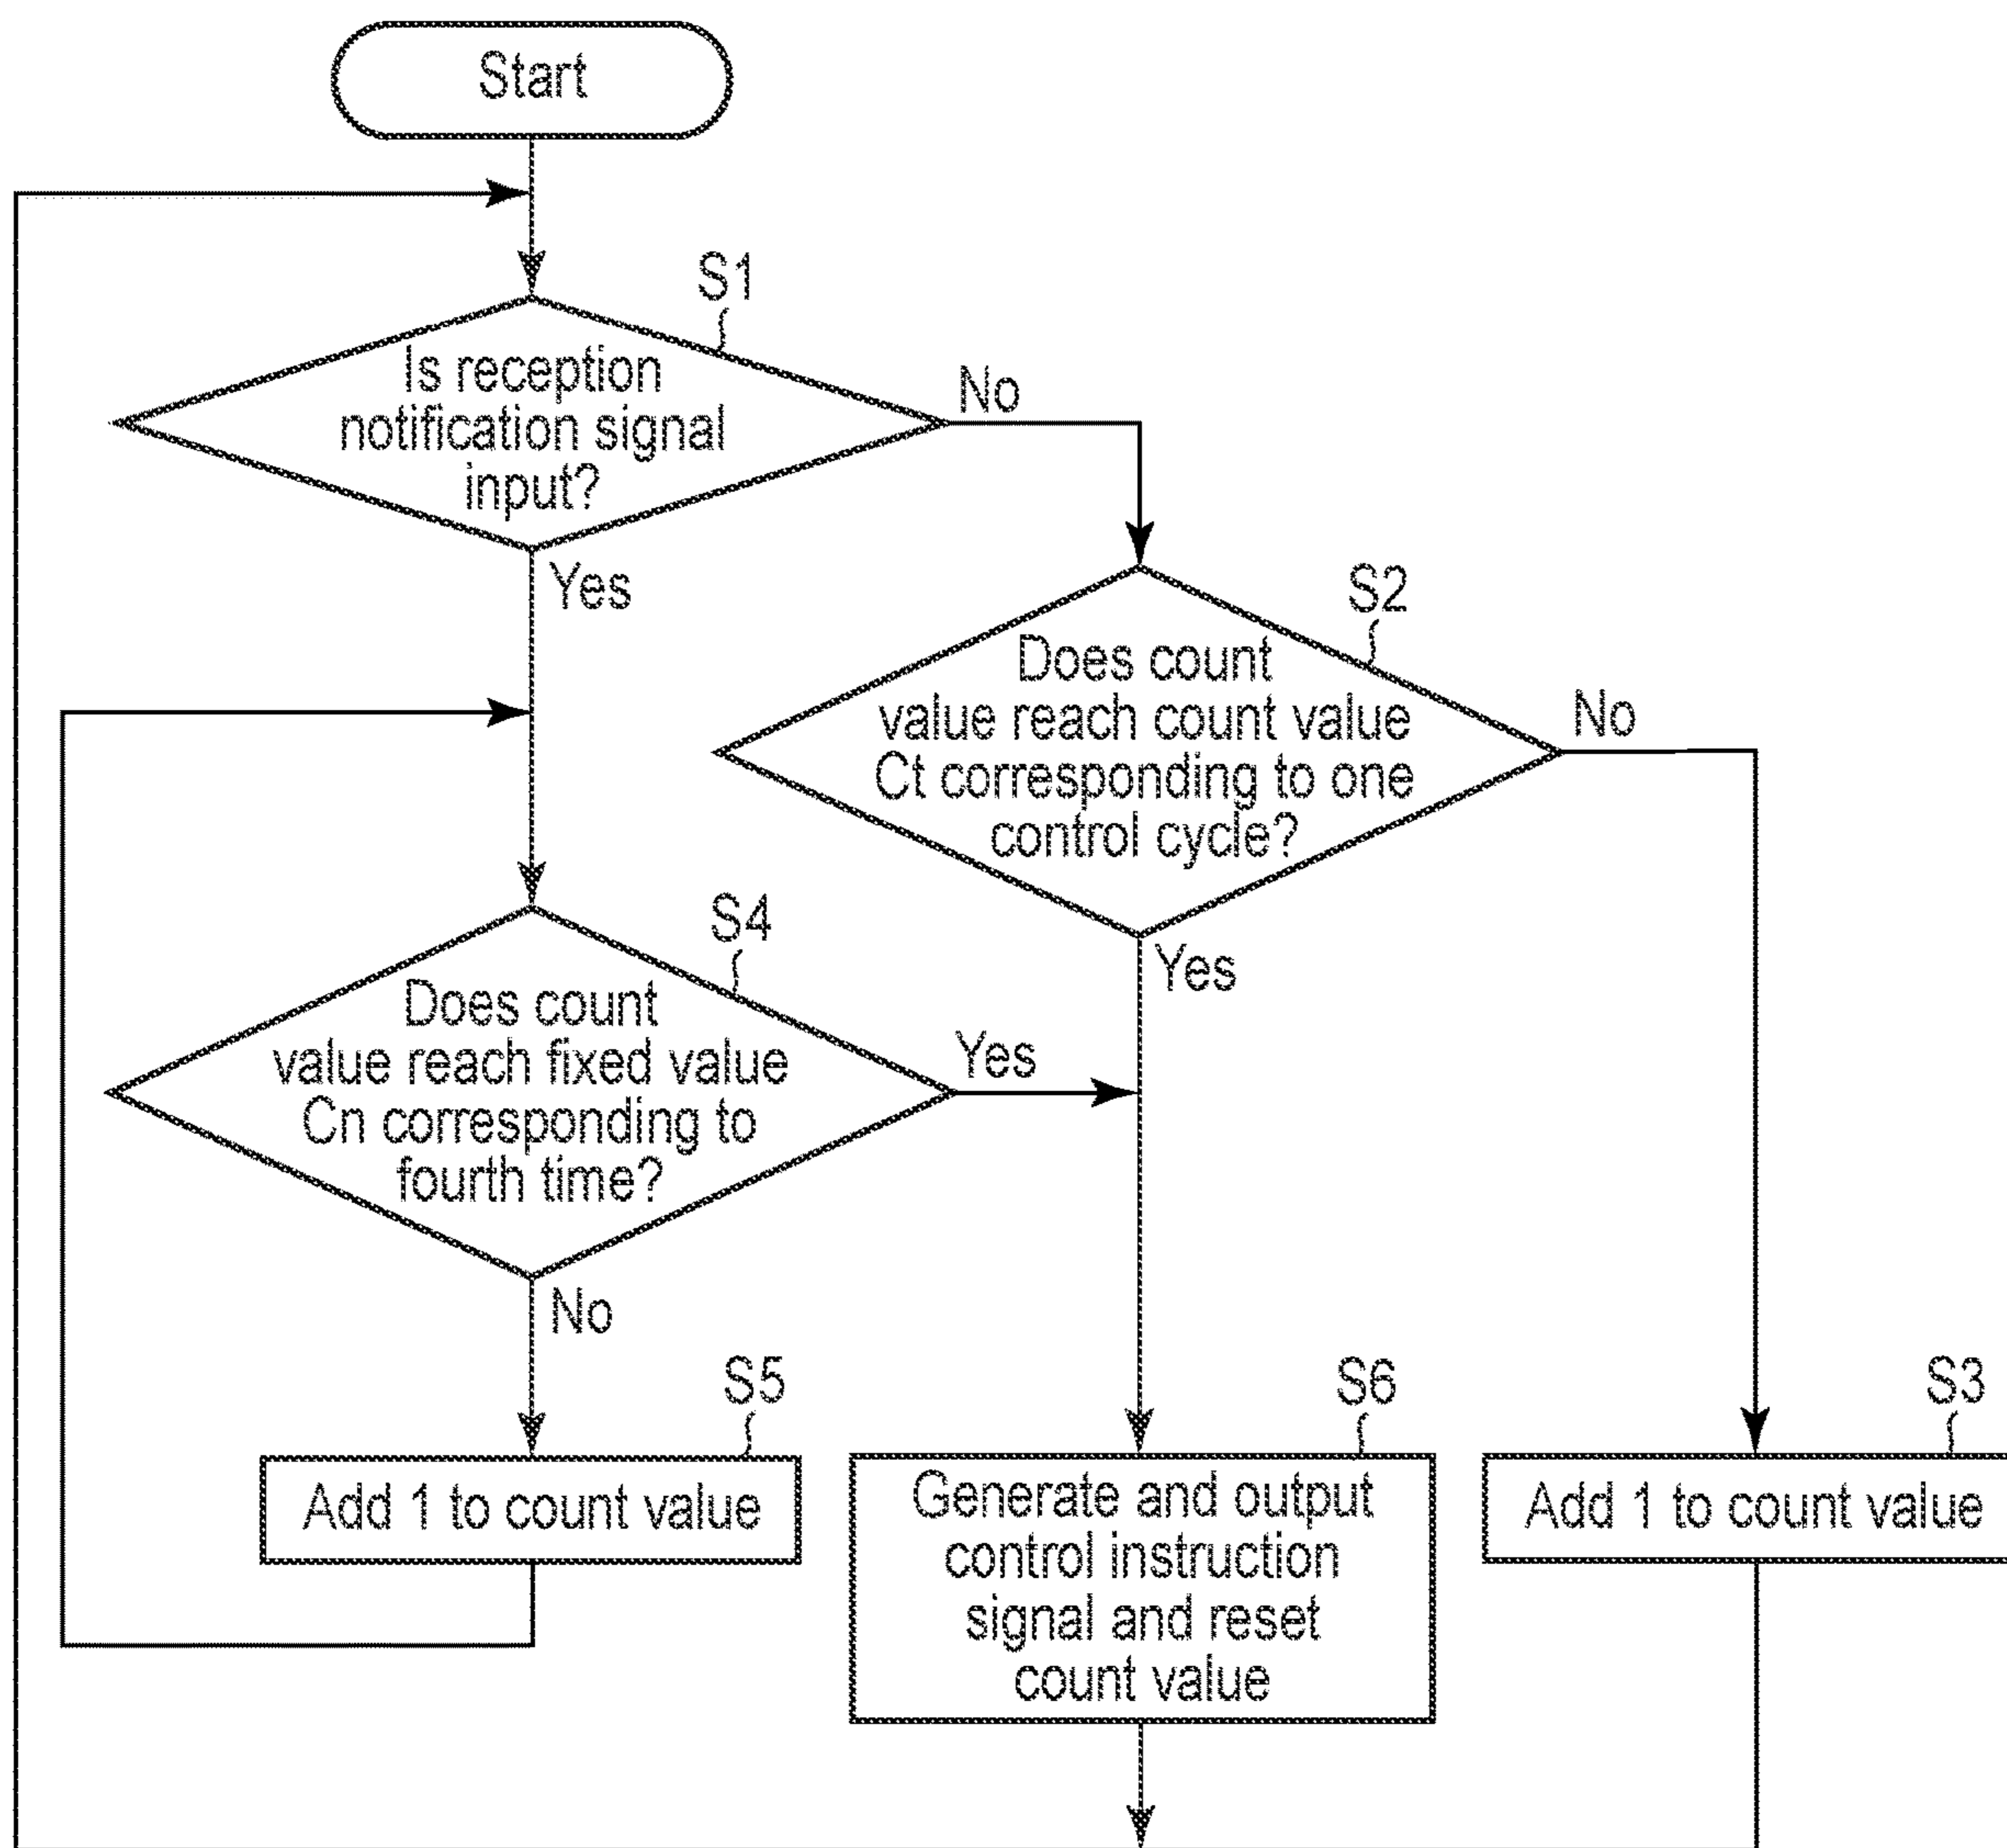 Start
S1
Is reception
notification signal
input?
No
Yes
S2
Does count
value reach count value
Ct corresponding to one
control cycle?
No
Yes
S4
Does count
value reach fixed value
Cn corresponding to
fourth time?
Yes
No
S5
Add 1 to count value
S6
Generate and output
control instruction
signal and reset
count value
S3
Add 1 to count value